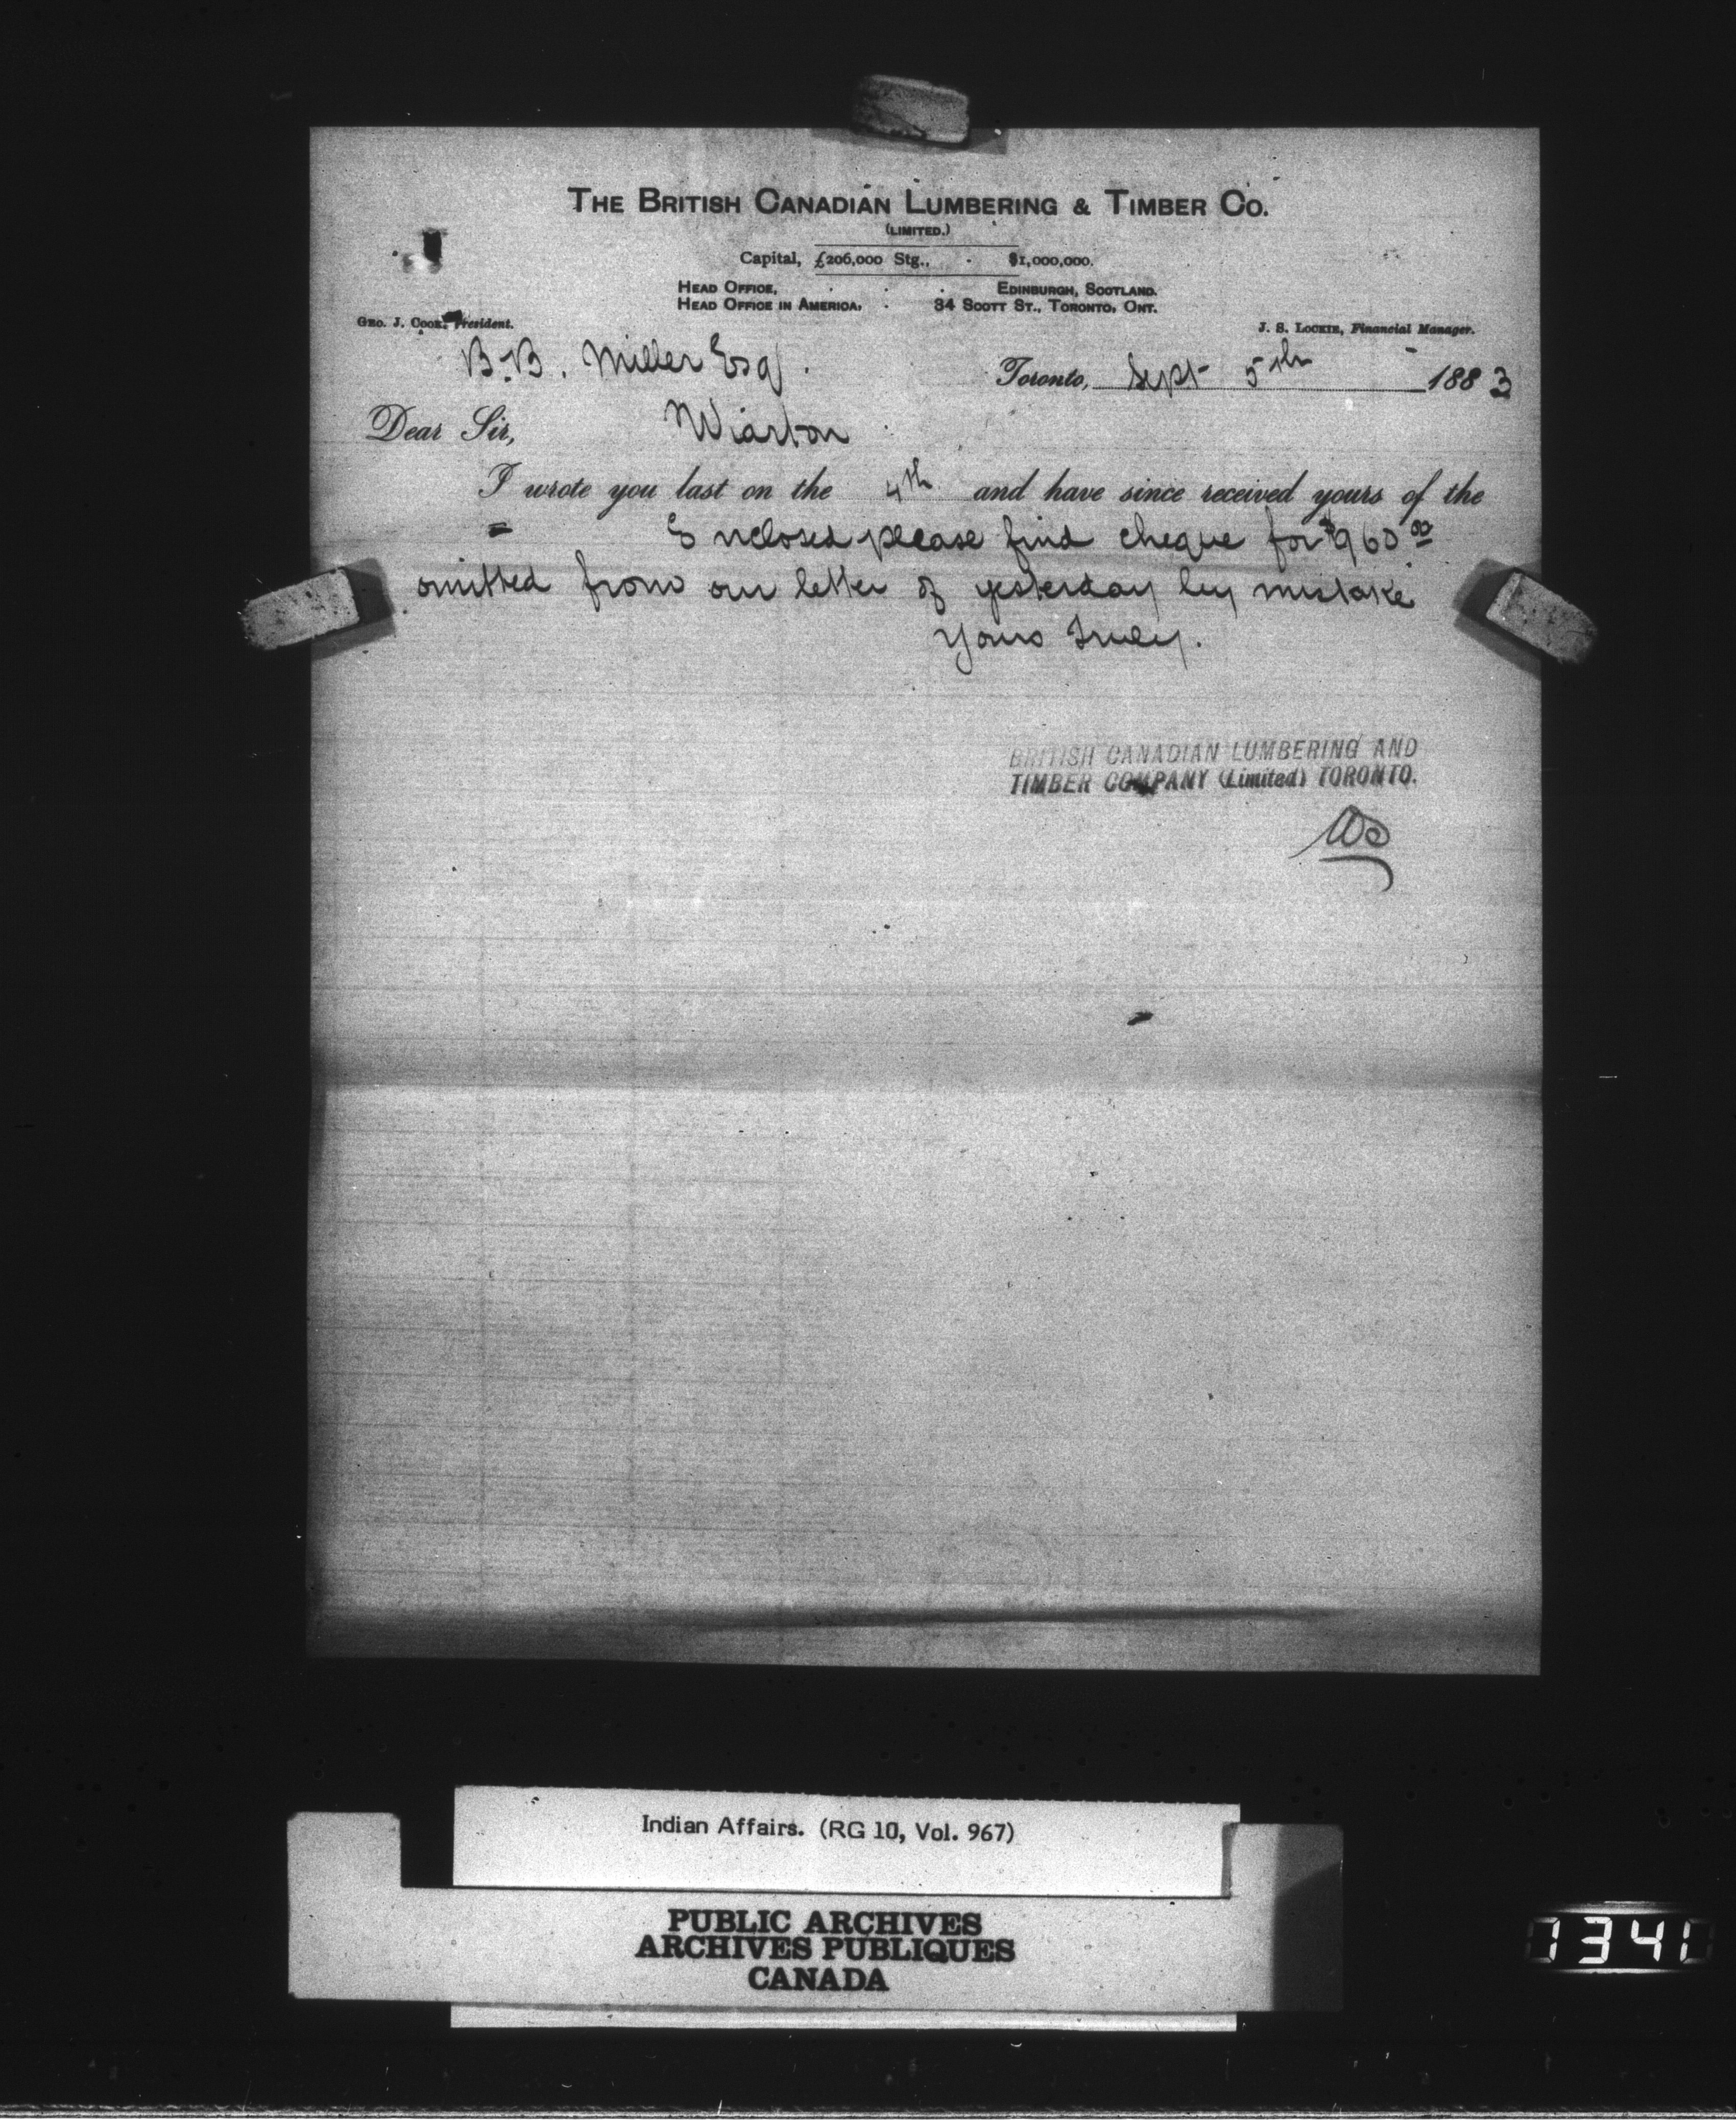 THE BRITISH CANADIAN LUMBERING & TIMBER CO.
(LIMITED.)
Capital, £206,000 Stg., - $1,000,000.
HEAD OFFICE, . . . EDINBURGH, SCOTLAND.
HEAD OFFICE IN AMERICA, . 34 SCOTT ST., TORONTO, ONT.
GEO. J. COOK, President. J. S. LOCKIE, Financial Manager.
B.B. Miller Esq.
Toronto, Sept 5th 1883
Wiarton
Dear Sir,
I wrote you last on the 4th and have since received yours of the
– Enclosed please find cheque for $960 00
omitted from our letter of yesterday by mistake
Yours Truly.
BRITISH CANADIAN LUMBERING AND
TIMBER COMPANY (Limited) TORONTO.
Indian Affairs. (RG 10, Vol. 967)
PUBLIC ARCHIVES
ARCHIVES PUBLIQUES
CANADA
1341